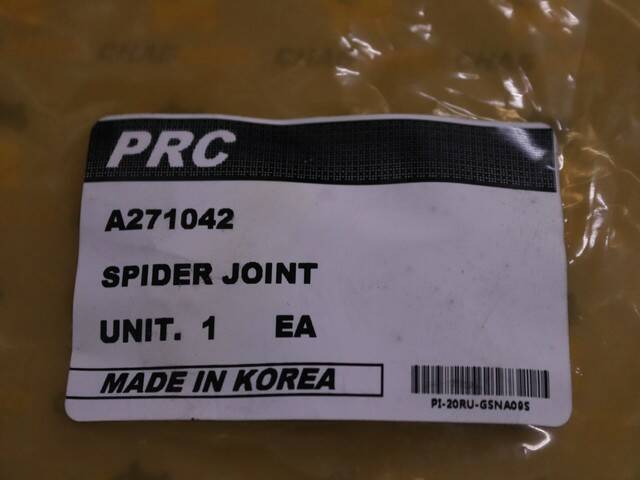 PRC
A271042
SPIDER JOINT
UNIT. 1 EA
MADE IN KOREA
PI-20RU-GSNA09S